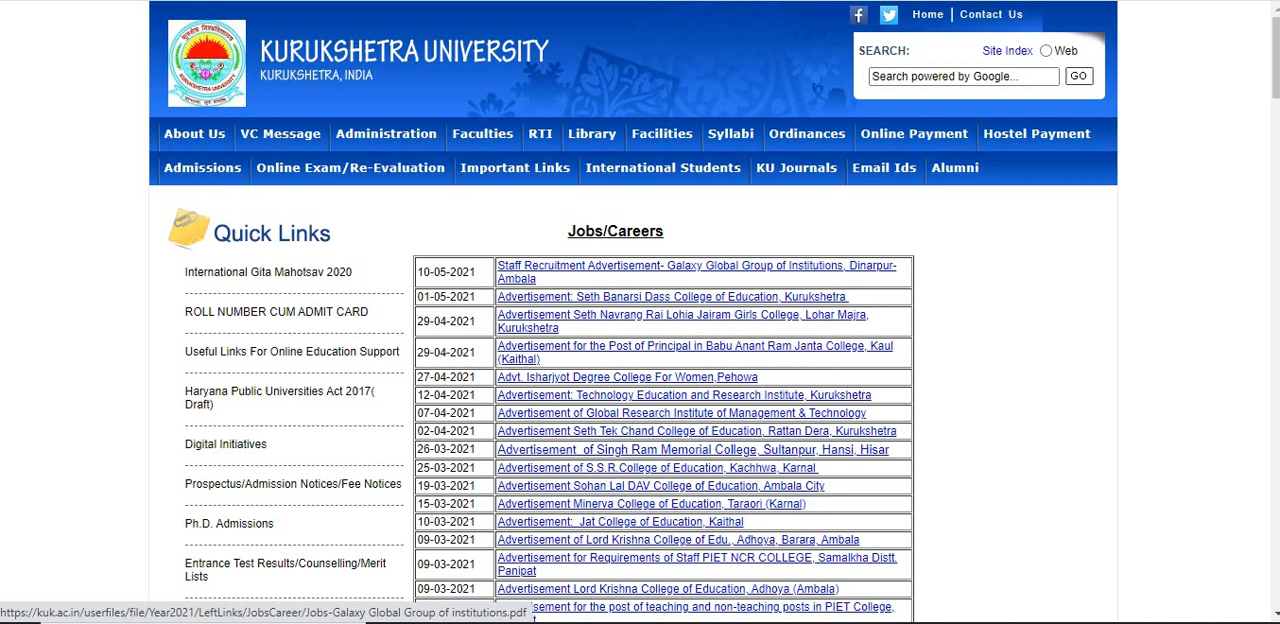 Home | Contact Us
KURUKSHETRA UNIVERSITY
KURUKSHETRA, INDIA
SEARCH:
Site Index
Web
Search powered by Google...
GO
About Us
VC Message
Administration
Faculties
RTI
Library
Facilities
Syllabi
Ordinances
Online Payment
Hostel Payment
Admissions
Online Exam/Re-Evaluation
Important Links
International Students
KU Journals
Email Ids
Alumni
Quick Links
International Gita Mahotsav 2020
ROLL NUMBER CUM ADMIT CARD
Useful Links For Online Education Support
Haryana Public Universities Act 2017(
Draft)
Digital Initiatives
Prospectus/Admission Notices/Fee Notices
Ph.D. Admissions
Entrance Test Results/Counselling/Merit
Lists
Jobs/Careers
10-05-2021 Staff Recruitment Advertisement- Galaxy Global Group of Institutions, Dinarpur-
Ambala
01-05-2021 Advertisement: Seth Banarsi Dass College of Education, Kurukshetra
29-04-2021 Advertisement Seth Navrang Rai Lohia Jairam Girls College, Lohar Majra,
Kurukshetra
29-04-2021 Advertisement for the Post of Principal in Babu Anant Ram Janta College, Kaul
(Kaithal)
27-04-2021 Advt. Isharjyot Degree College For Women,Pehowa
12-04-2021 Advertisement: Technology Education and Research Institute, Kurukshetra
07-04-2021 Advertisement of Global Research Institute of Management & Technology
02-04-2021 Advertisement Seth Tek Chand College of Education, Rattan Dera, Kurukshetra
26-03-2021 Advertisement of Singh Ram Memorial College, Sultanpur, Hansi, Hisar
25-03-2021 Advertisement of S.S.R.College of Education, Kachhwa, Karnal
19-03-2021 Advertisement Sohan Lal DAV College of Education, Ambala City
15-03-2021 Advertisement Minerva College of Education, Taraori (Karnal)
10-03-2021 Advertisement: Jat College of Education, Kaithal
09-03-2021 Advertisement of Lord Krishna College of Edu., Adhoya, Barara, Ambala
09-03-2021 Advertisement for Requirements of Staff PIET NCR COLLEGE, Samalkha Distt.
Panipat
09-03-2021 Advertisement Lord Krishna College of Education, Adhoya (Ambala)
sement for the post of teaching and non-teaching posts in PIET College,
https://kuk.ac.in/userfiles/file/Year2021/LeftLinks/JobsCareer/Jobs-Galaxy Global Group of institutions.pdf